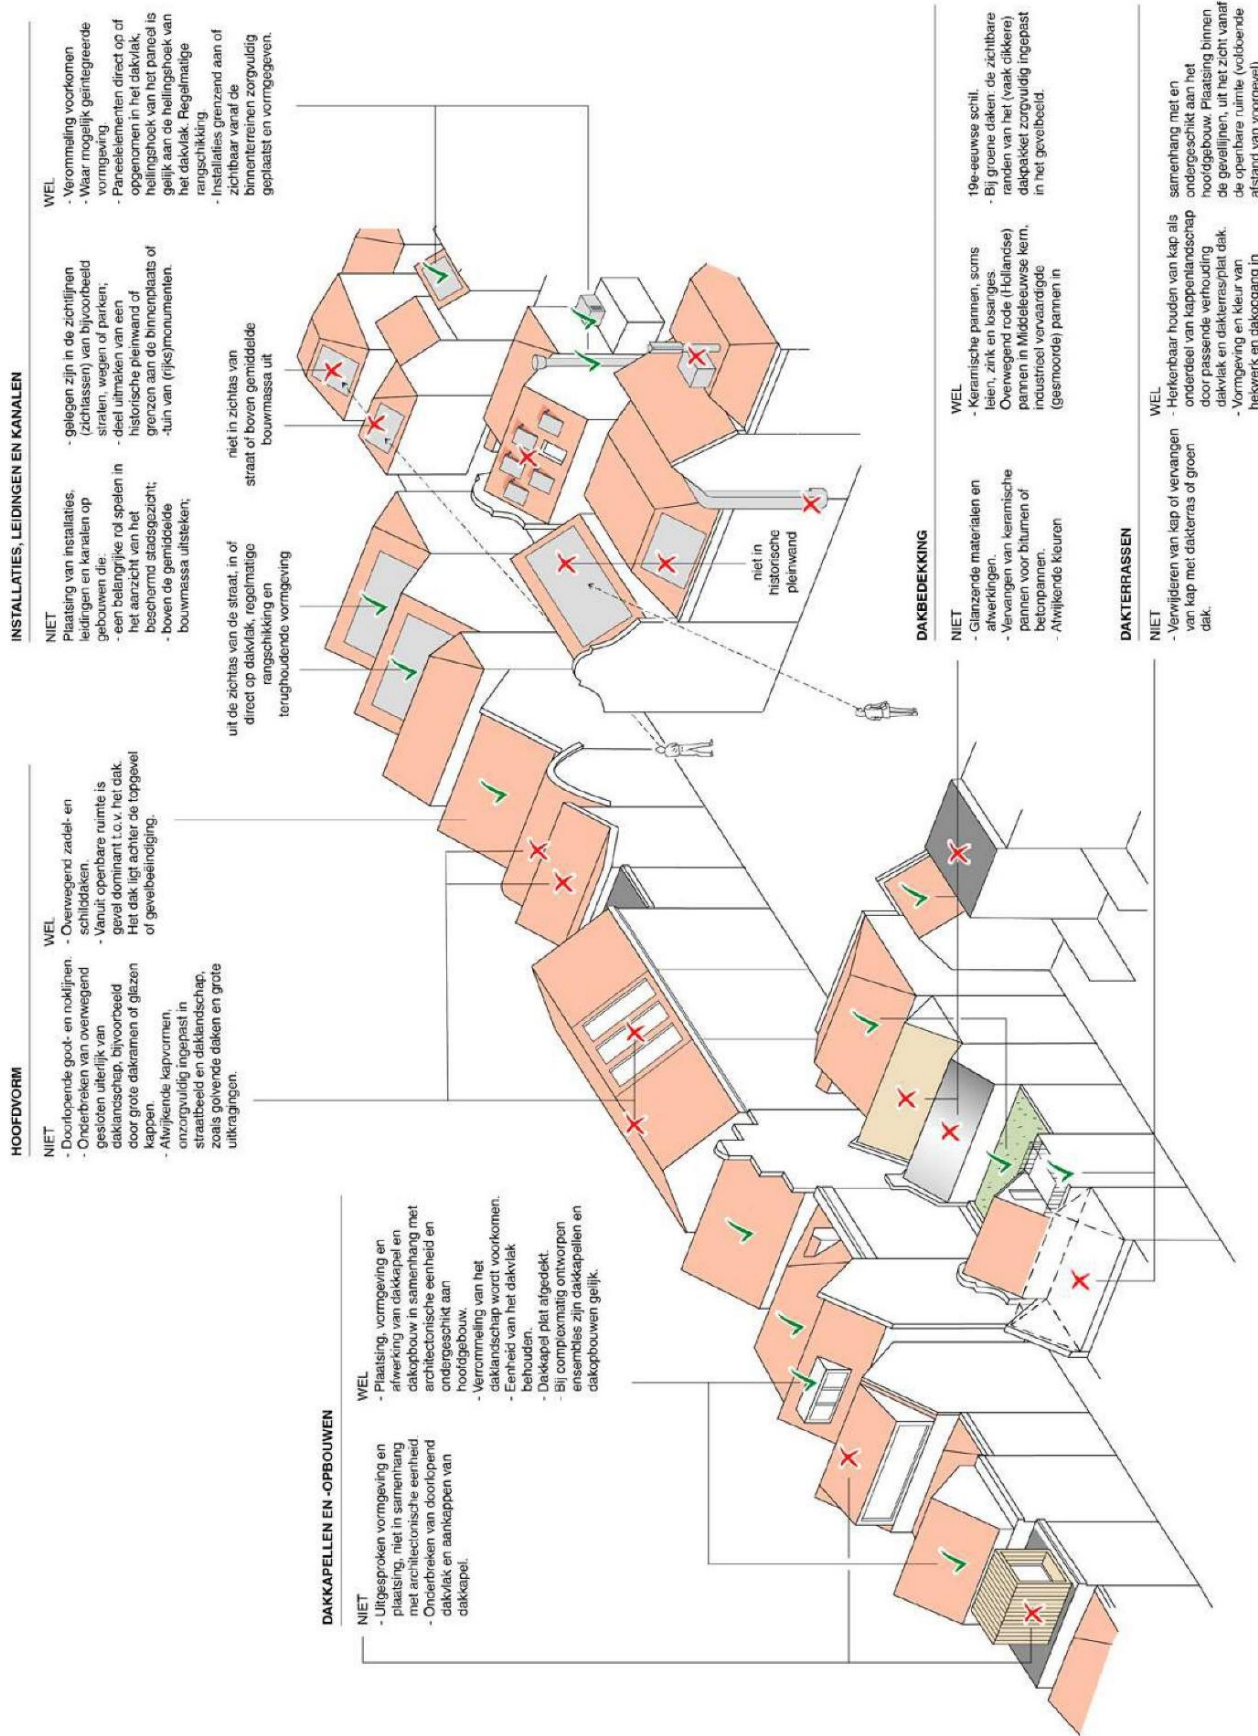 HOOFDVORM
NIET
- Doorlopende goot- en noklijnen.
- Onderbreken van overwegend
gesloten uiterlijk van
daklandschap, bijvoorbeeld
door grote dakramen of glazen
kappen.
- Afwijkende kapvormen,
onzorgvuldig ingepast in
straatbeeld en daklandschap,
zoals golvende daken en grote
uitkragingen.
WEL
- Overwegend zadel- en
schilddaken.
- Vanuit openbare ruimte is
gevel dominant t.o.v. het dak.
Het dak ligt achter de topgevel
of gevelbeëindiging.
INSTALLATIES, LEIDINGEN EN KANALEN
NIET
Plaatsing van installaties,
leidingen en kanalen op
gebouwen die:
- een belangrijke rol spelen in
het aanzicht van het
beschermd stadsgezicht;
- boven de gemiddelde
bouwmassa uitsteken;
- gelegen zijn in de zichtlijnen
(zichtassen) van bijvoorbeeld
straten, wegen of parken;
- deel uitmaken van een
historische pleinwand of
grenzen aan de binnenplaats of
-tuin van (rijks)monumenten.
WEL
- Verommeling voorkomen
- Waar mogelijk geïntegreerde
vormgeving
- Paneelelementen direct op of
opgenomen in het dakvlak,
hellingshoek van het paneel is
gelijk aan de hellingshoek van
het dakvlak. Regelmatige
rangschikking.
- Installaties grenzend aan of
zichtbaar vanaf de
binnenterreinen zorgvuldig
geplaatst en vormgegeven.
uit de zichtas van de straat, in of
direct op dakvlak, regelmatige
rangschikking en
terughoudende vormgeving
niet in zichtas van
straat of boven gemiddelde
bouwmassa uit
niet in
historische
pleinwand
DAKKAPELLEN EN -OPBOUWEN
NIET
- Uitgesproken vormgeving en
plaatsing, niet in samenhang
met architectonische eenheid.
- Onderbreken van doorlopend
dakvlak en aankappen van
dakkapel.
WEL
- Plaatsing, vormgeving en
afwerking van dakkapel en
dakopbouw in samenhang met
architectonische eenheid en
ondergeschikt aan
hoofdgebouw.
- Verrommeling van het
daklandschap wordt voorkomen.
- Eenheid van het dakvlak
behouden.
- Dakkapel plat afgedekt.
- Bij complexmatig ontworpen
ensembles zijn dakkapellen en
dakopbouwen gelijk.
DAKBEDEKKING
NIET
- Glanzende materialen en
afwerkingen.
- Vervangen van keramische
pannen voor bitumen of
betonpannen.
- Afwijkende kleuren
WEL
- Keramische pannen, soms
leien, zink en losanges.
Overwegend rode (Hollandse)
pannen in Middeleeuwse kern,
industrieel vervaardigde
(gesmoorde) pannen in
19e-eeuwse schil.
- Bij groene daken: de zichtbare
randen van het (vaak dikkere)
dakpakket zorgvuldig ingepast
in het gevelbeeld.
DAKTERRASSEN
NIET
- Verwijderen van kap of vervangen
van kap met dakterras of groen
dak.
WEL
- Herkenbaar houden van kap als
onderdeel van kappenlandschap
door passende verhouding
dakvlak en dakterras/plat dak.
- Vormgeving en kleur van
hekwerk en dakopgang in
samenhang met en
ondergeschikt aan het
hoofdgebouw. Plaatsing binnen
de gevellijnen, uit het zicht vanaf
de openbare ruimte (voldoende
afstand van voorgevel)